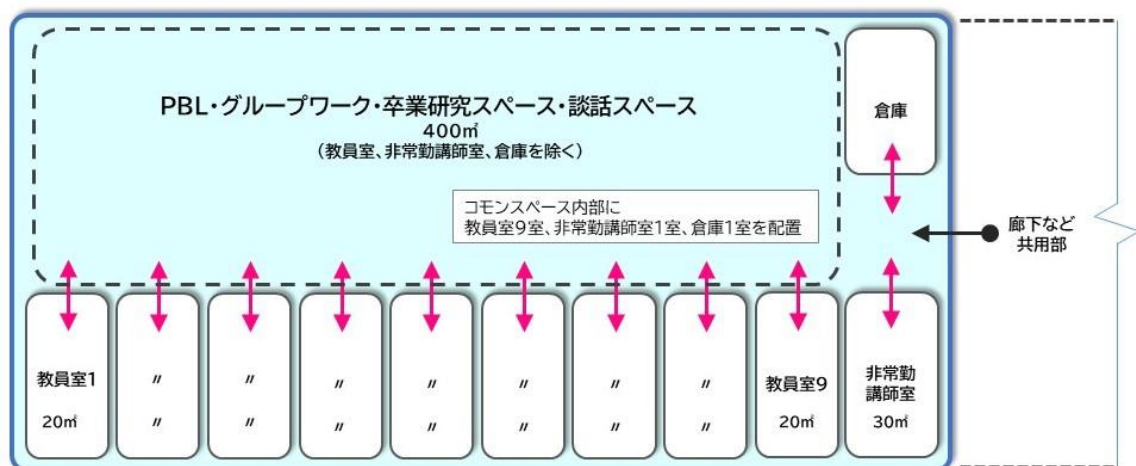 PBL・グループワーク・卒業研究スペース・談話スペース
400㎡
（教員室、非常勤講師室、倉庫を除く）
倉庫
コモンスペース内部に
教員室9室、非常勤講師室1室、倉庫1室を配置
廊下など
共用部
教員室1
20㎡
〃
〃
〃
〃
〃
〃
〃
〃
〃
〃
〃
〃
〃
〃
教員室9
20㎡
非常勤
講師室
30㎡